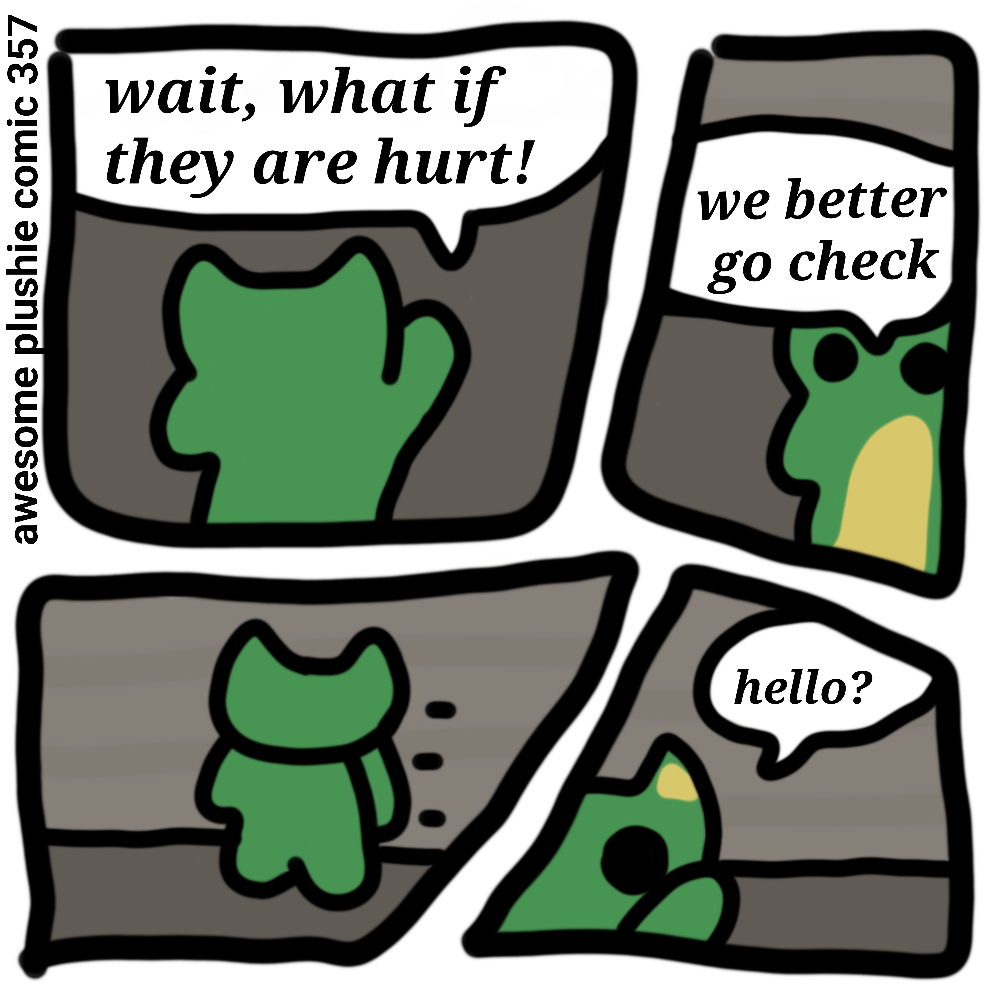 awesome plushie comic 357
wait, what if
they are hurt!
we better
go check
hello?